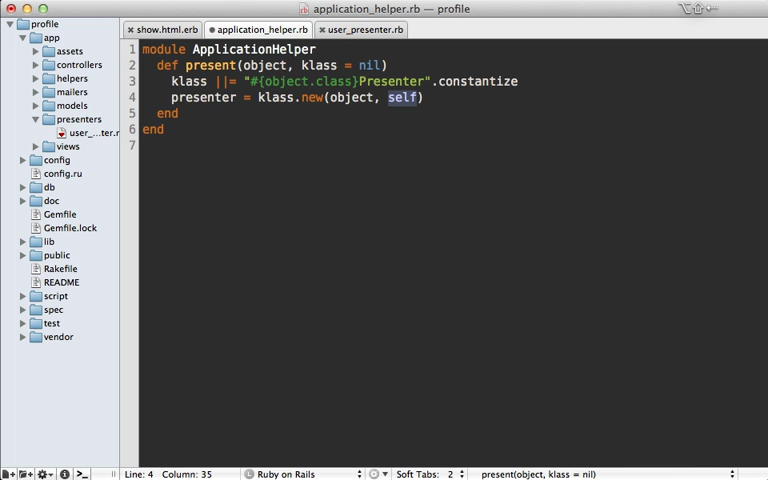 application_helper.rb — profile
profile
app
assets
controllers
helpers
mailers
models
presenters
user_...ter.r
views
config
config.ru
db
doc
Gemfile
Gemfile.lock
lib
public
Rakefile
README
script
spec
test
vendor
show.html.erb application_helper.rb user_presenter.rb
1 module ApplicationHelper
2 def present(object, klass = nil)
3 klass ||= "#{object.class}Presenter".constantize
4 presenter = klass.new(object, self)
5 end
6 end
7
Line: 4 Column: 35 Ruby on Rails Soft Tabs: 2 present(object, klass = nil)